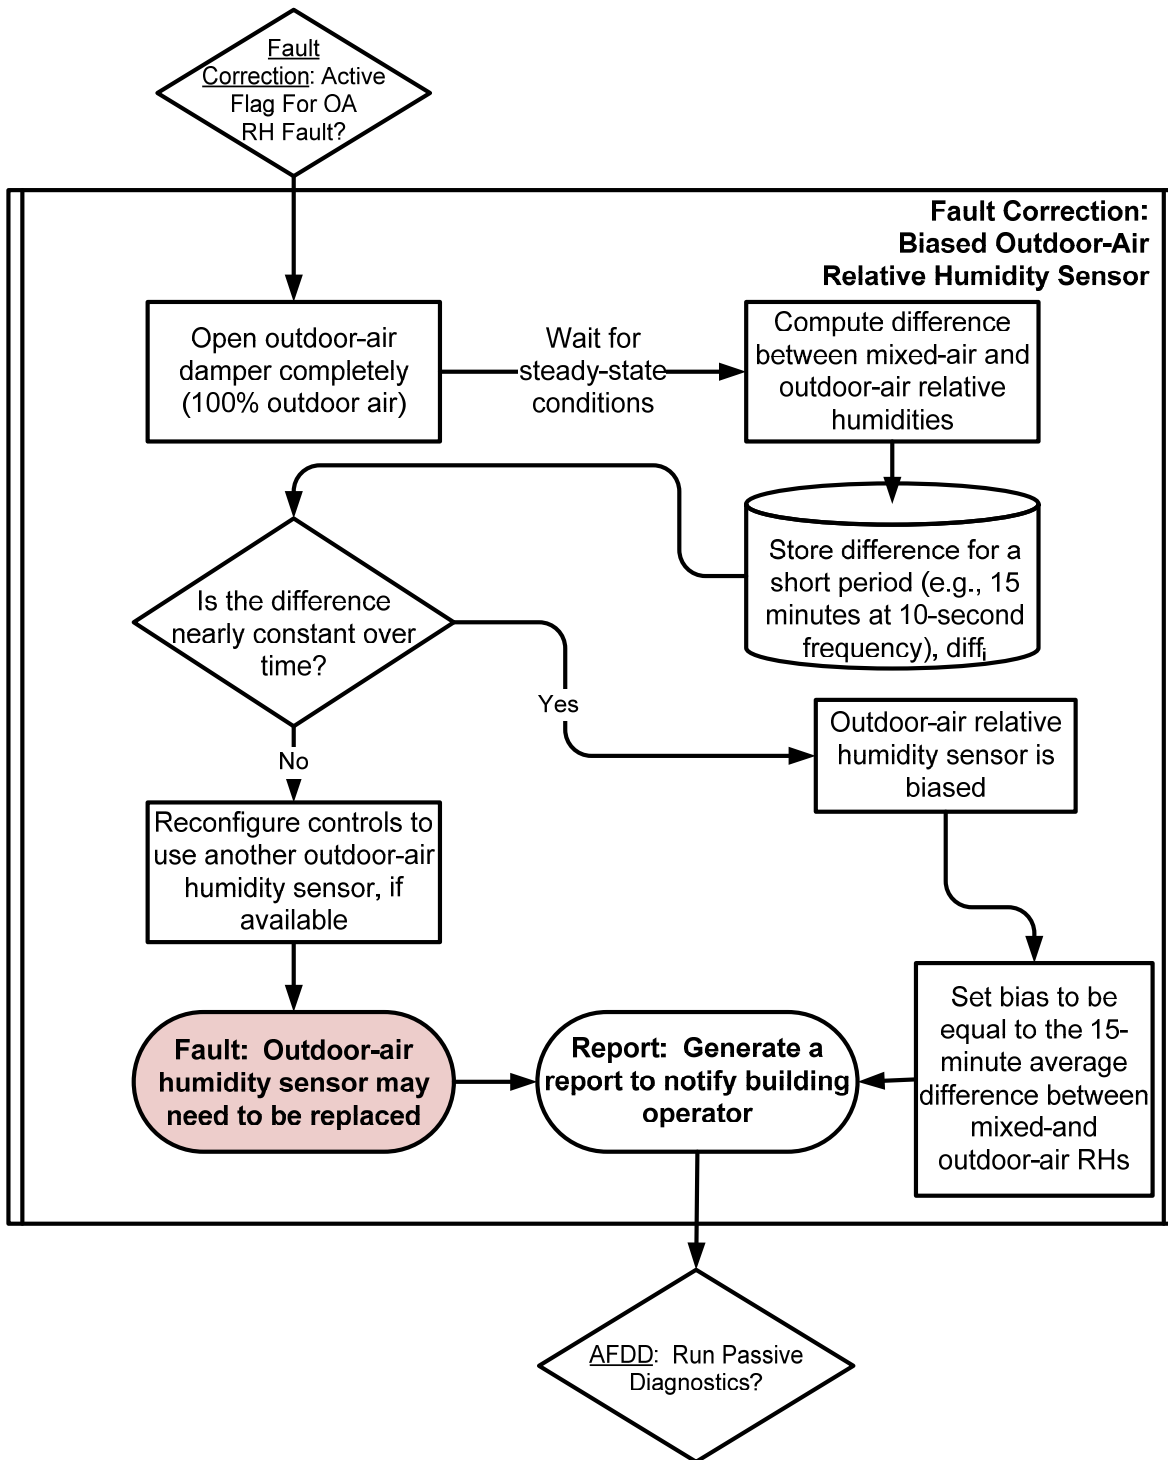 Fault
Correction: Active
Flag For OA
RH Fault?
Fault Correction:
Biased Outdoor-Air
Relative Humidity Sensor
Open outdoor-air
damper completely
(100% outdoor air)
Wait for
steady-state
conditions
Compute difference
between mixed-air and
outdoor-air relative
humidities
Store difference for a
short period (e.g., 15
minutes at 10-second
frequency), diffi
Is the difference
nearly constant over
time?
Yes
No
Outdoor-air relative
humidity sensor is
biased
Reconfigure controls to
use another outdoor-air
humidity sensor, if
available
Set bias to be
equal to the 15-
minute average
difference between
mixed-and
outdoor-air RHs
Fault: Outdoor-air
humidity sensor may
need to be replaced
Report: Generate a
report to notify building
operator
AFDD: Run Passive
Diagnostics?